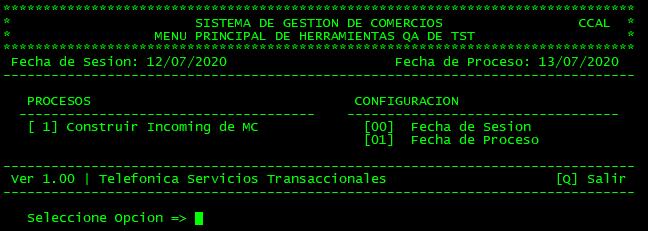 *******************************************************************************
* SISTEMA DE GESTION DE COMERCIOS CCAL *
* MENU PRINCIPAL DE HERRAMIENTAS QA DE TST *
*******************************************************************************
Fecha de Sesion: 12/07/2020 Fecha de Proceso: 13/07/2020
-------------------------------------------------------------------------------
PROCESOS CONFIGURACION
------------------------------------- ----------------------------------
[ 1] Construir Incoming de MC [00] Fecha de Sesion
[01] Fecha de Proceso
-------------------------------------------------------------------------------
Ver 1.00 | Telefonica Servicios Transaccionales [Q] Salir
-------------------------------------------------------------------------------
Seleccione Opcion =>